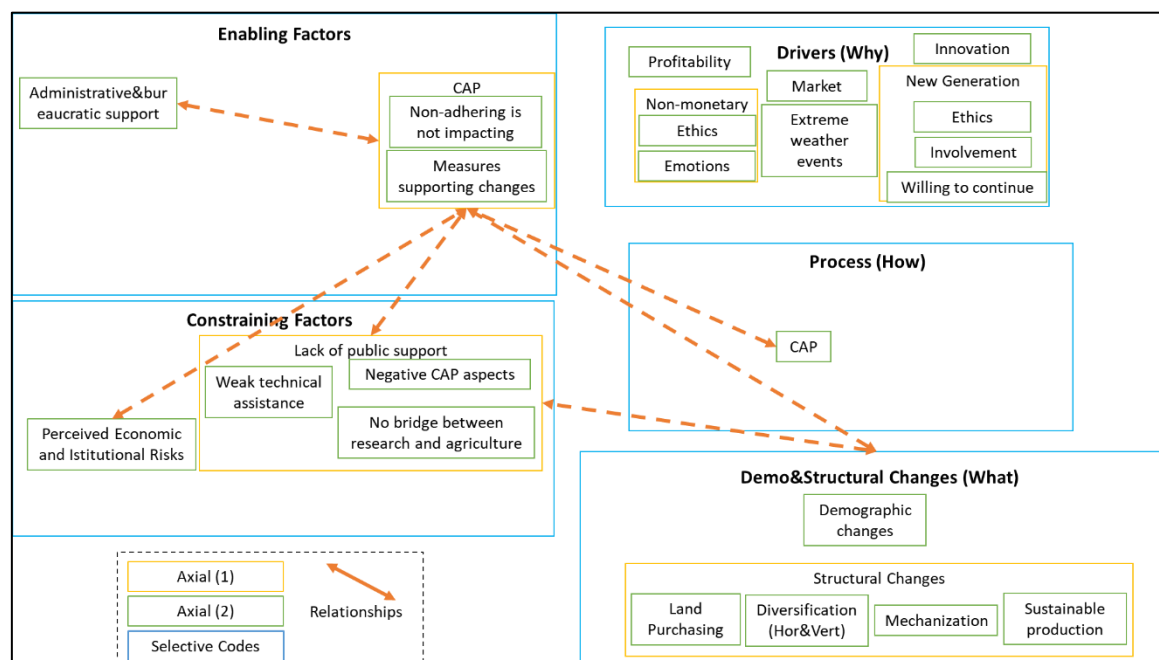 Enabling Factors
Administrative&bur
eaucratic support
CAP
Non-adhering is
not impacting
Measures
supporting changes
Drivers (Why)
Profitability
Market
Innovation
Non-monetary
Ethics
Emotions
Extreme
weather
events
New Generation
Ethics
Involvement
Willing to continue
Process (How)
CAP
Constraining Factors
Lack of public support
Weak technical
assistance
Negative CAP aspects
No bridge between
research and agriculture
Perceived Economic
and Istitutional Risks
Demo&Structural Changes (What)
Demographic
changes
Structural Changes
Land
Purchasing
Diversification
(Hor&Vert)
Mechanization
Sustainable
production
Axial (1)
Axial (2)
Selective Codes
Relationships